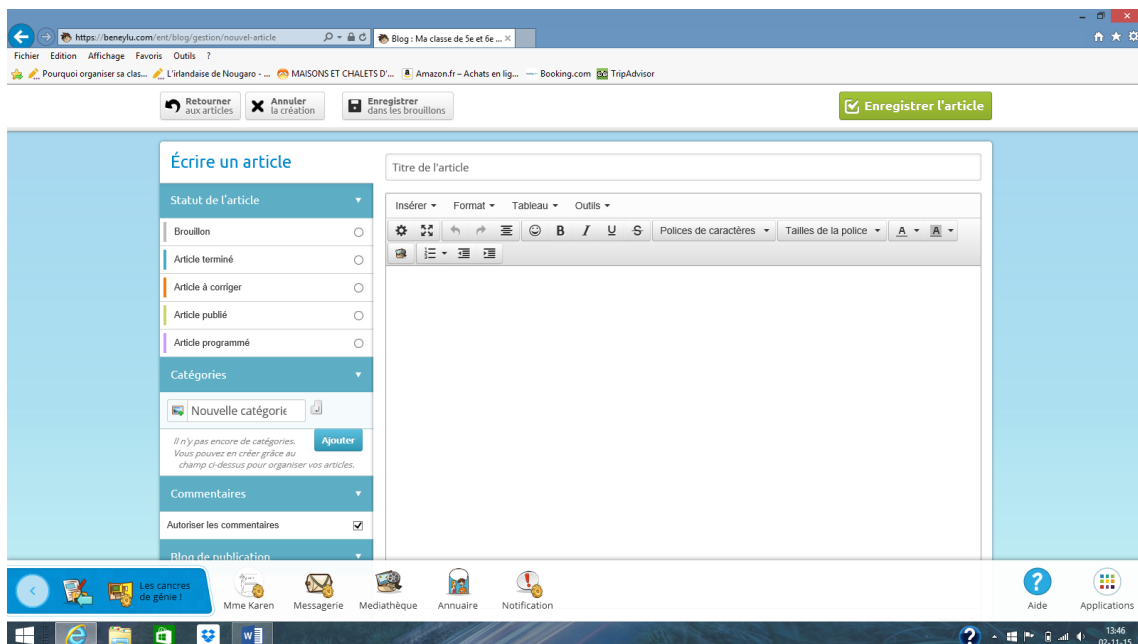 https://beneylu.com/ent/blog/gestion/nouvel-article
Blog : Ma classe de 5e et 6e ...
Fichier Edition Affichage Favoris Outils ?
Pourquoi organiser sa clas... L'irlandaise de Nougaro - ... MAISONS ET CHALETS D'... Amazon.fr – Achats en lig... Booking.com TripAdvisor
Retourner
aux articles
Annuler
la création
Enregistrer
dans les brouillons
Enregistrer l'article
Écrire un article
Titre de l'article
Statut de l'article
Brouillon
Article terminé
Article à corriger
Article publié
Article programmé
Catégories
Nouvelle catégorie
Il n'y pas encore de catégories.
Vous pouvez en créer grâce au
champ ci-dessus pour organiser vos articles.
Ajouter
Commentaires
Autoriser les commentaires
Blog de publication
Insérer Format Tableau Outils
B I U S Polices de caractères Tailles de la police A A
Les cancres
de génie !
Mme Karen Messagerie Médiathèque Annuaire Notification
Aide Applications
13:46
02-11-15